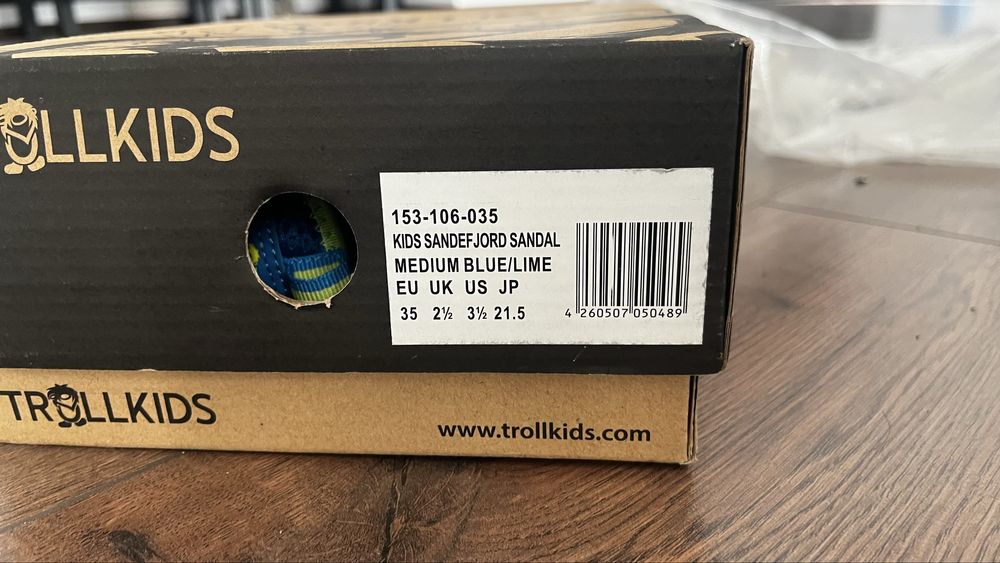 TROLLKIDS
153-106-035
KIDS SANDEFJORD SANDAL
MEDIUM BLUE/LIME
EU UK US JP
35 2½ 3½ 21.5
4 260507 050489
TROLLKIDS
www.trollkids.com